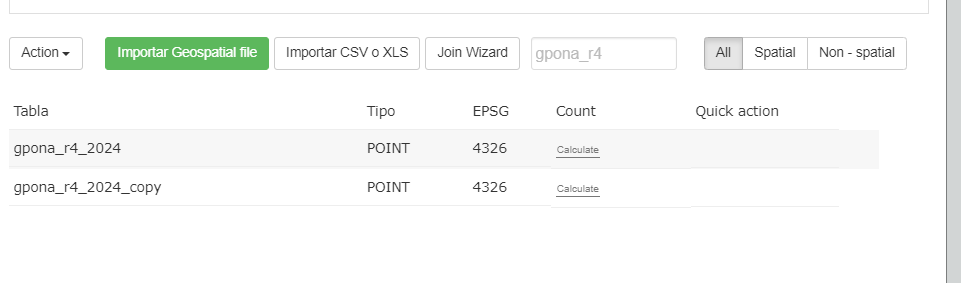 Action Importar Geospatial file Importar CSV o XLS Join Wizard gpona_r4 All Spatial Non - spatial
Tabla Tipo EPSG Count Quick action
gpona_r4_2024 POINT 4326 Calculate
gpona_r4_2024_copy POINT 4326 Calculate